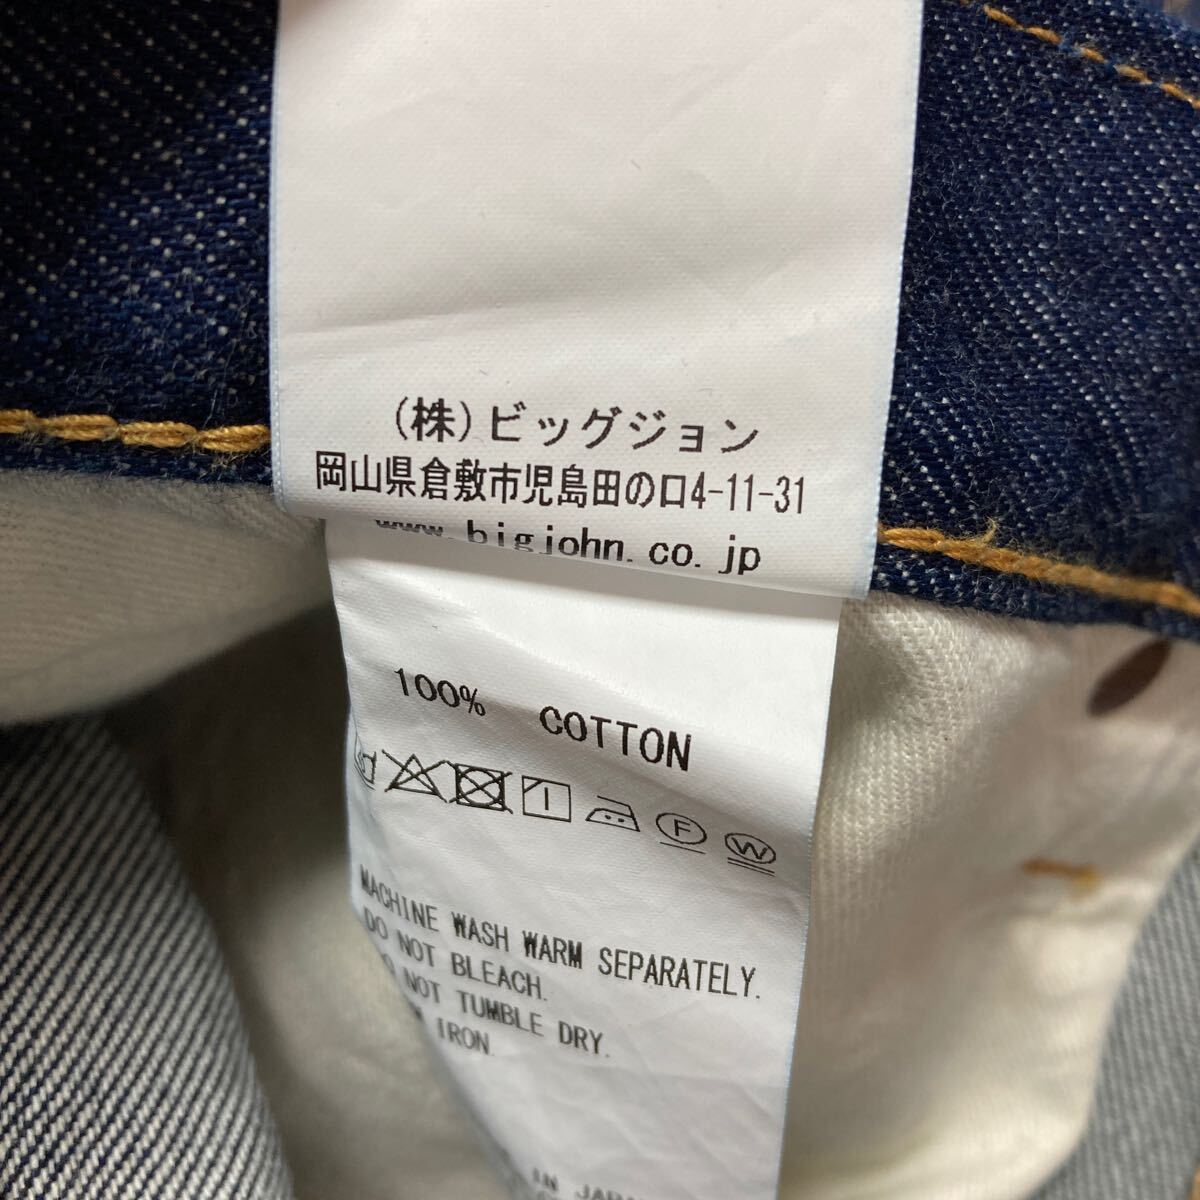 (株)ビッグジョン
岡山県倉敷市児島田の口4-11-31
www.bigjohn.co.jp
100% COTTON
F W
MACHINE WASH WARM SEPARATELY.
DO NOT BLEACH.
NOT TUMBLE DRY.
IRON.
IN